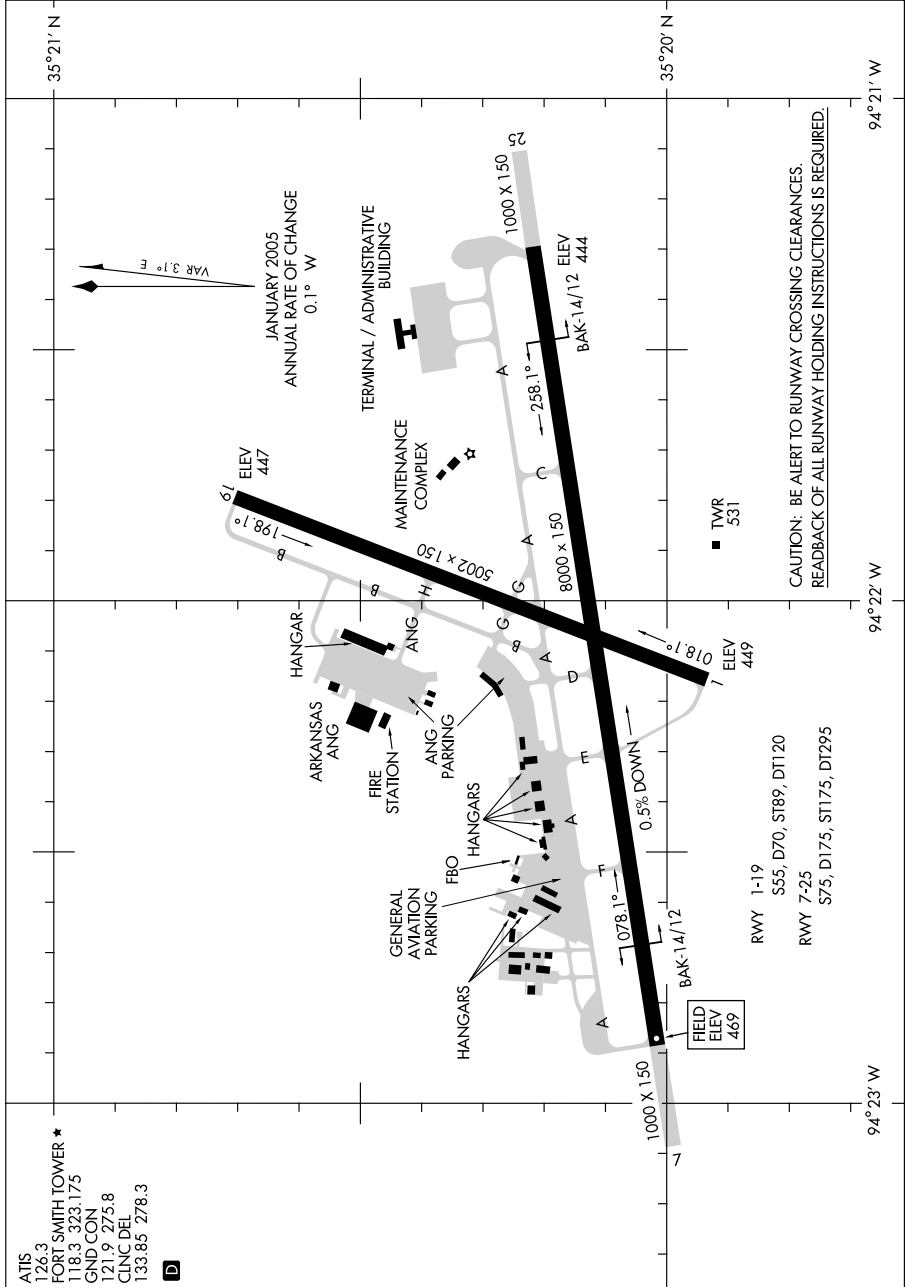 ATIS
126.3
FORT SMITH TOWER ★
118.3 323.175
GND CON
121.9 275.8
CLNC DEL
133.85 278.3
D
35°21' N
35°20' N
94°21' W
94°22' W
94°23' W
VAR 3.1° E
JANUARY 2005
ANNUAL RATE OF CHANGE
0.1° W
TERMINAL / ADMINISTRATIVE
BUILDING
MAINTENANCE
COMPLEX
19
ELEV
447
198.1°
5002 x 150
B
B
H
HANGAR
ANG
ARKANSAS
ANG
FIRE
STATION
ANG
PARKING
HANGARS
FBO
GENERAL
AVIATION
PARKING
HANGARS
25
1000 X 150
ELEV
444
BAK-14/12
258.1°
A
C
A
G
G
B
A
D
E
A
F
A
8000 x 150
018.1°
ELEV
449
1
0.5% DOWN
078.1°
BAK-14/12
FIELD
ELEV
469
1000 X 150
7
TWR
531
RWY 1-19
S55, D70, ST89, DT120
RWY 7-25
S75, D175, ST175, DT295
CAUTION: BE ALERT TO RUNWAY CROSSING CLEARANCES.
READBACK OF ALL RUNWAY HOLDING INSTRUCTIONS IS REQUIRED.